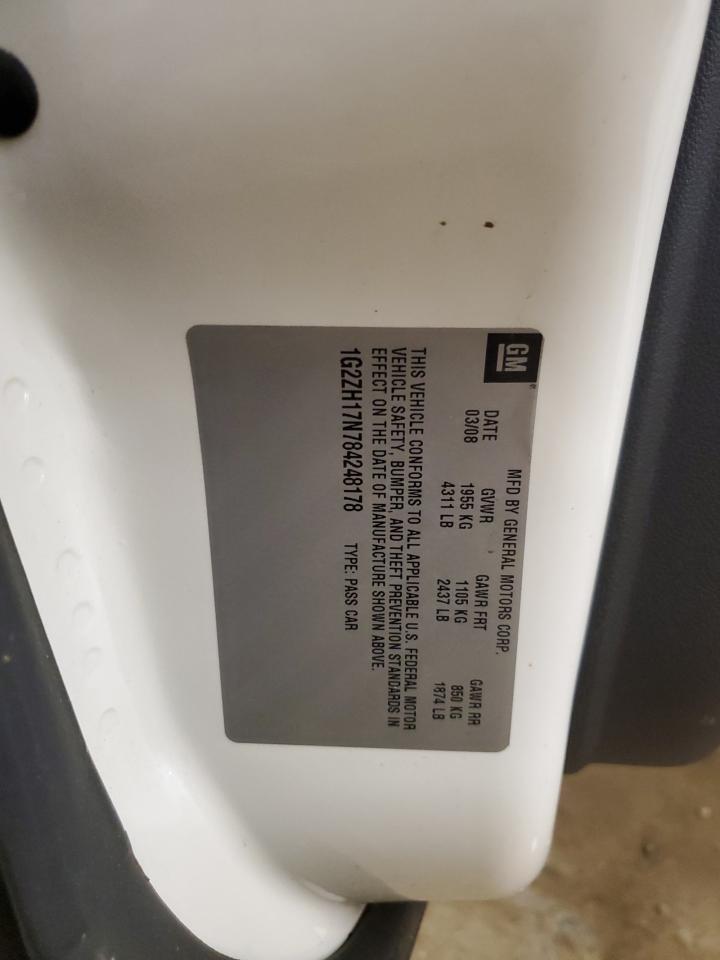 GM
MFD BY GENERAL MOTORS CORP.
DATE GVWR GAWR FRT GAWR RR
03/08 1955 KG 1105 KG 850 KG
4311 LB 2437 LB 1874 LB
THIS VEHICLE CONFORMS TO ALL APPLICABLE U.S. FEDERAL MOTOR
VEHICLE SAFETY, BUMPER, AND THEFT PREVENTION STANDARDS IN
EFFECT ON THE DATE OF MANUFACTURE SHOWN ABOVE.
1G2ZH17N784248178 TYPE: PASS CAR